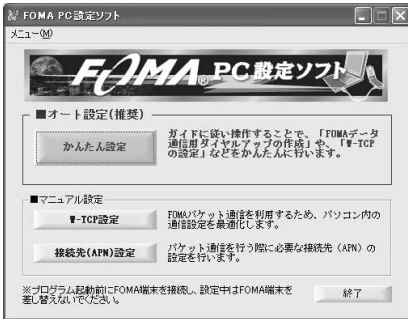 FOMA PC設定ソフト
メニュー(M)
FOMA® PC設定ソフト
■オート設定(推奨)
かんたん設定
ガイドに従い操作することで、「FOMAデータ
通信用ダイヤルアップの作成」や、「W-TCP
の設定」などをかんたんに行います。
■マニュアル設定
W-TCP設定
FOMAパケット通信を利用するため、パソコン内の
通信設定を最適化します。
接続先(APN)設定
パケット通信を行う際に必要な接続先（APN）の
設定を行います。
※プログラム起動前にFOMA端末を接続し、設定中はFOMA端末を
差し替えないでください。
終了